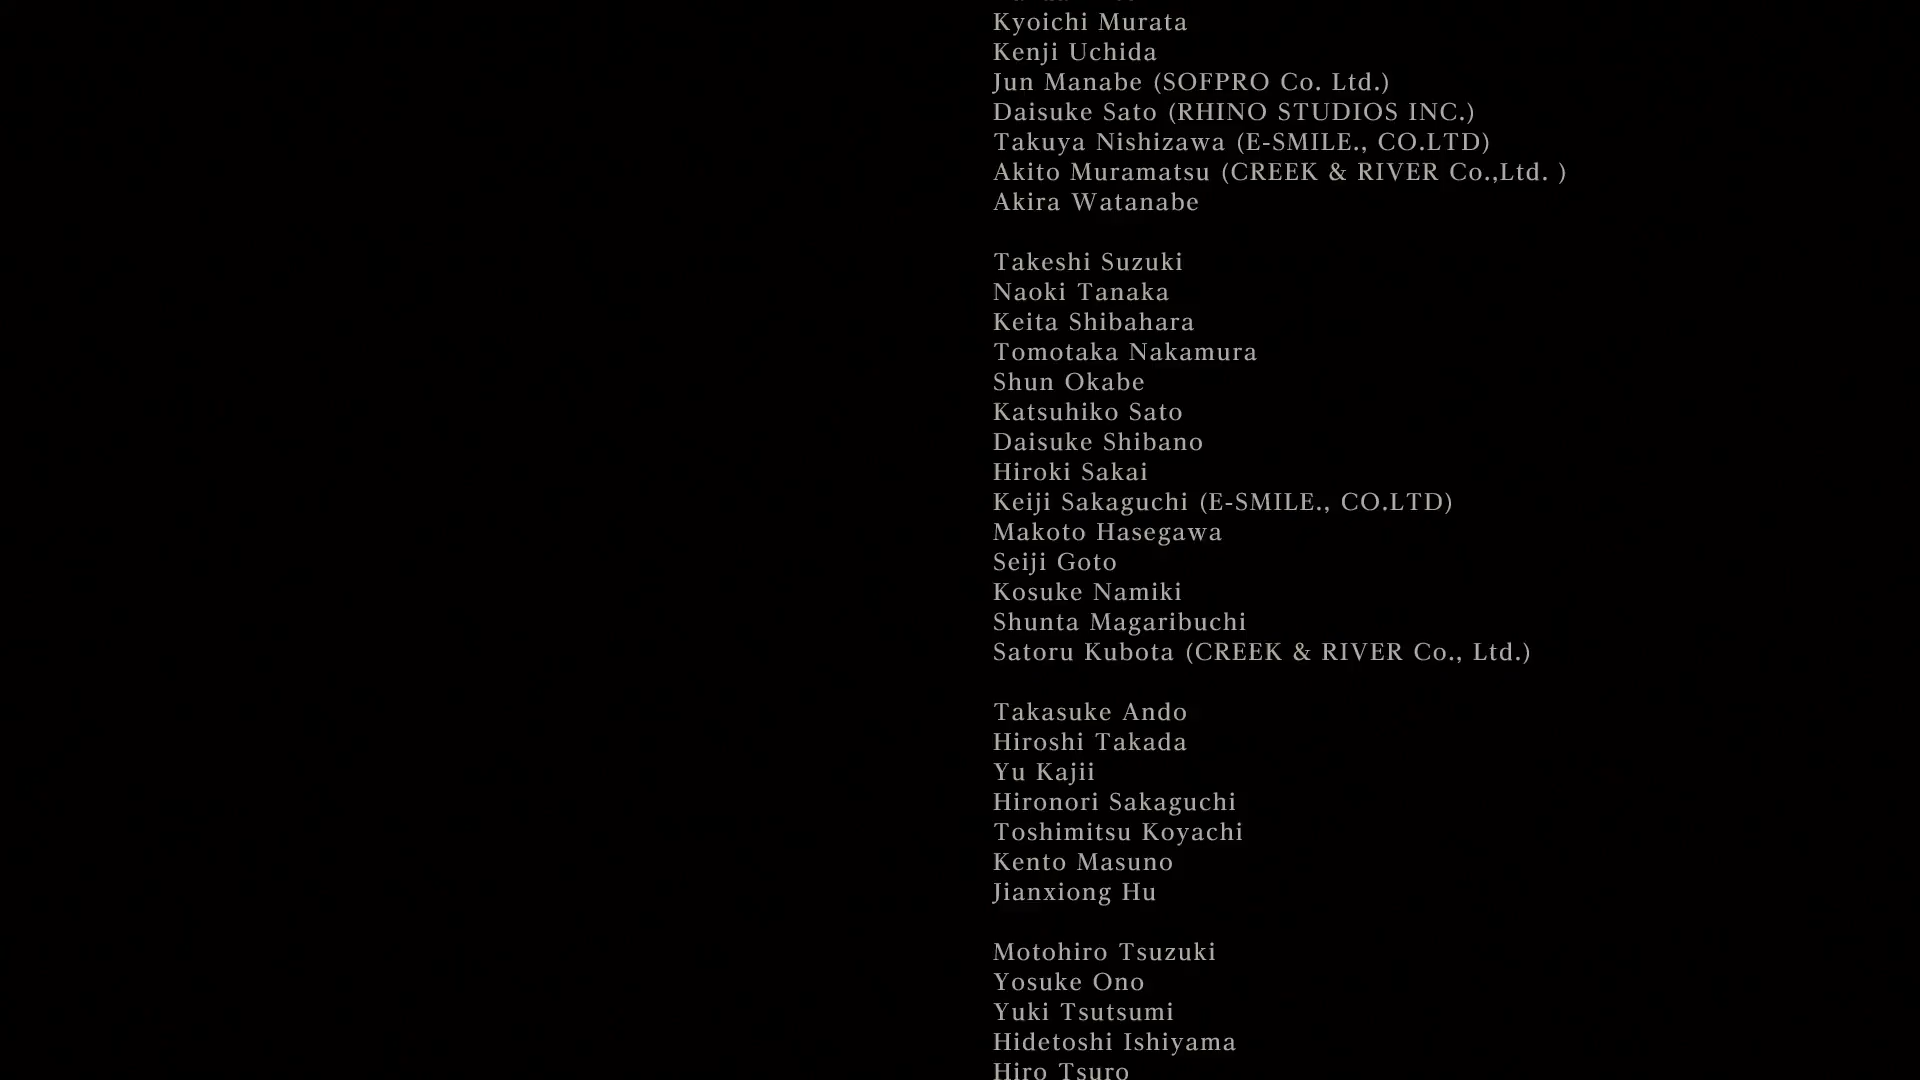 Kyoichi Murata
Kenji Uchida
Jun Manabe (SOFPRO Co. Ltd.)
Daisuke Sato (RHINO STUDIOS INC.)
Takuya Nishizawa (E-SMILE., CO.LTD)
Akito Muramatsu (CREEK & RIVER Co.,Ltd. )
Akira Watanabe
Takeshi Suzuki
Naoki Tanaka
Keita Shibahara
Tomotaka Nakamura
Shun Okabe
Katsuhiko Sato
Daisuke Shibano
Hiroki Sakai
Keiji Sakaguchi (E-SMILE., CO.LTD)
Makoto Hasegawa
Seiji Goto
Kosuke Namiki
Shunta Magaribuchi
Satoru Kubota (CREEK & RIVER Co., Ltd.)
Takasuke Ando
Hiroshi Takada
Yu Kajii
Hironori Sakaguchi
Toshimitsu Koyachi
Kento Masuno
Jianxiong Hu
Motohiro Tsuzuki
Yosuke Ono
Yuki Tsutsumi
Hidetoshi Ishiyama
Hiro Tsuro